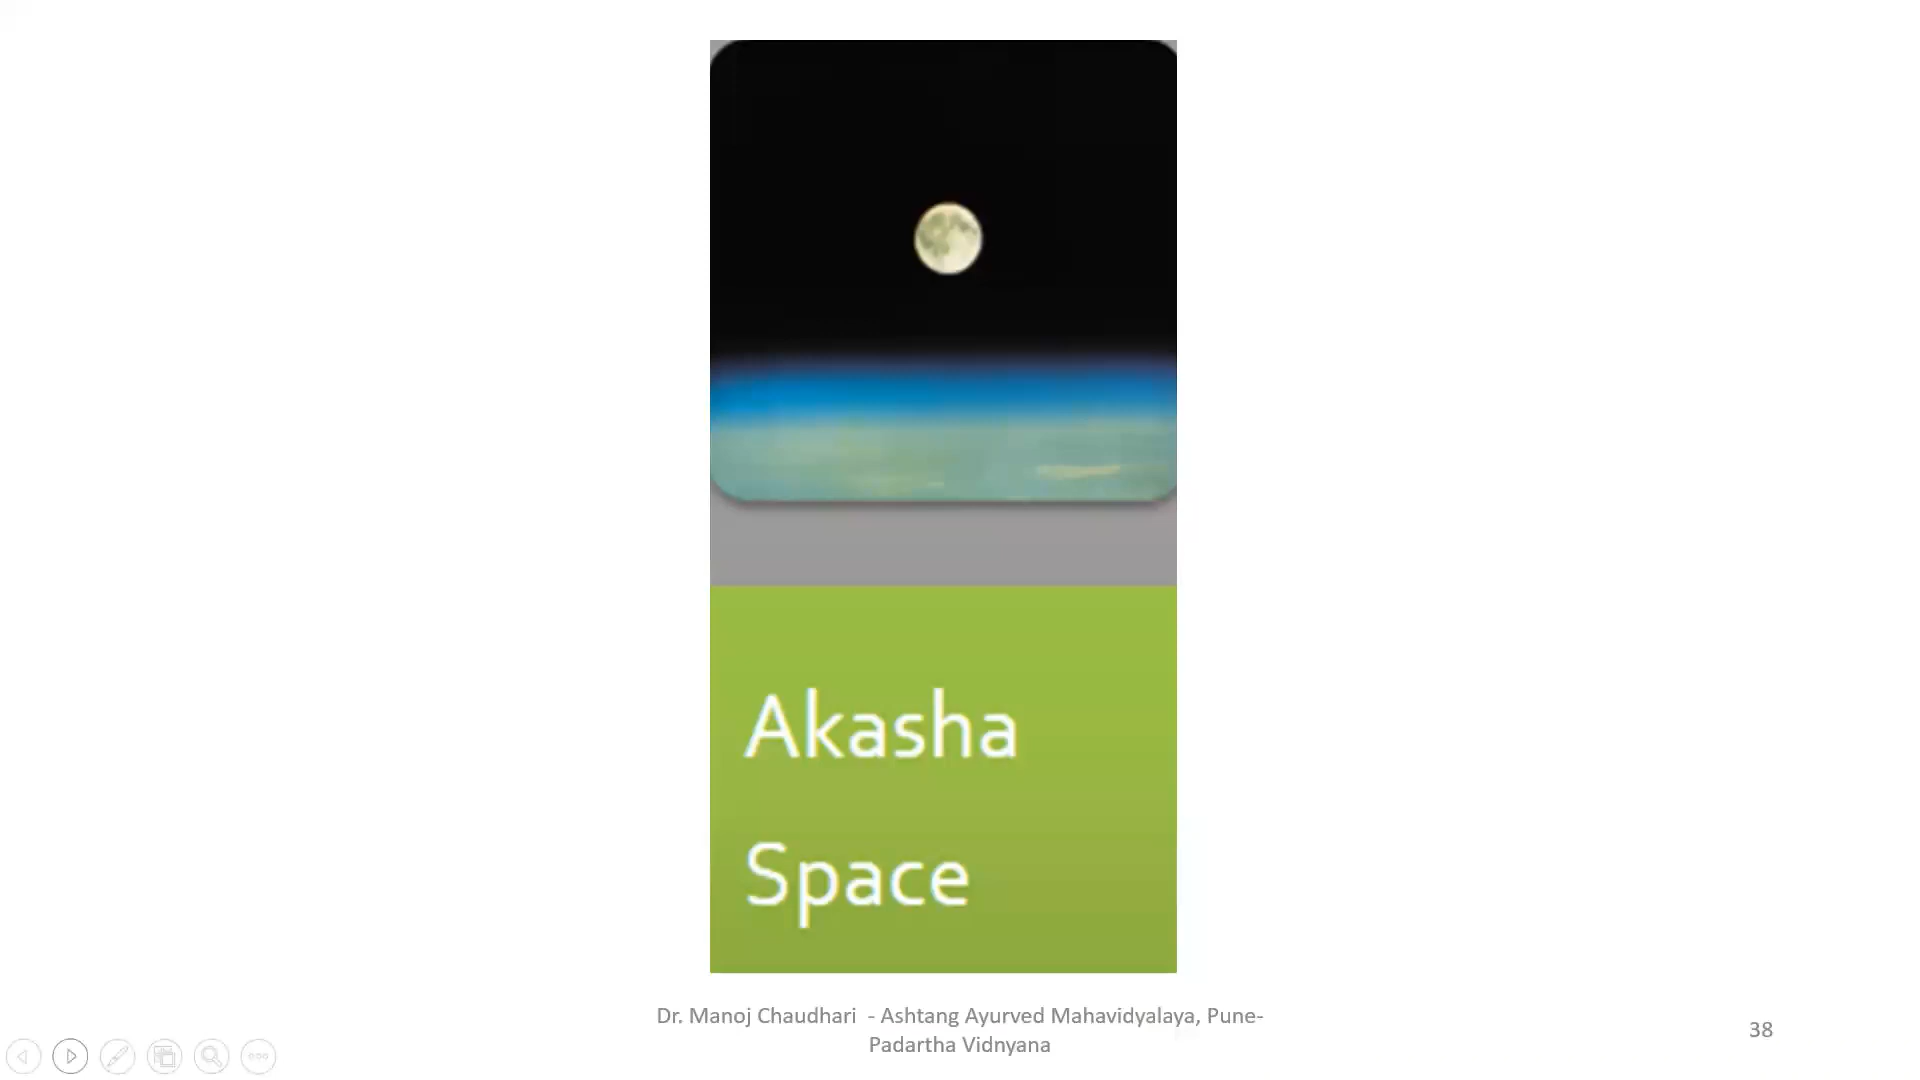 Akasha
Space
Dr. Manoj Chaudhari - Ashtang Ayurved Mahavidyalaya, Pune-
Padartha Vidnyana
38